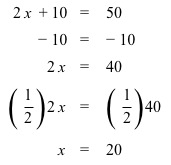 2x + 10 = 50
− 10 = − 10
2x = 40
(1/2)2x = (1/2)40
x = 20